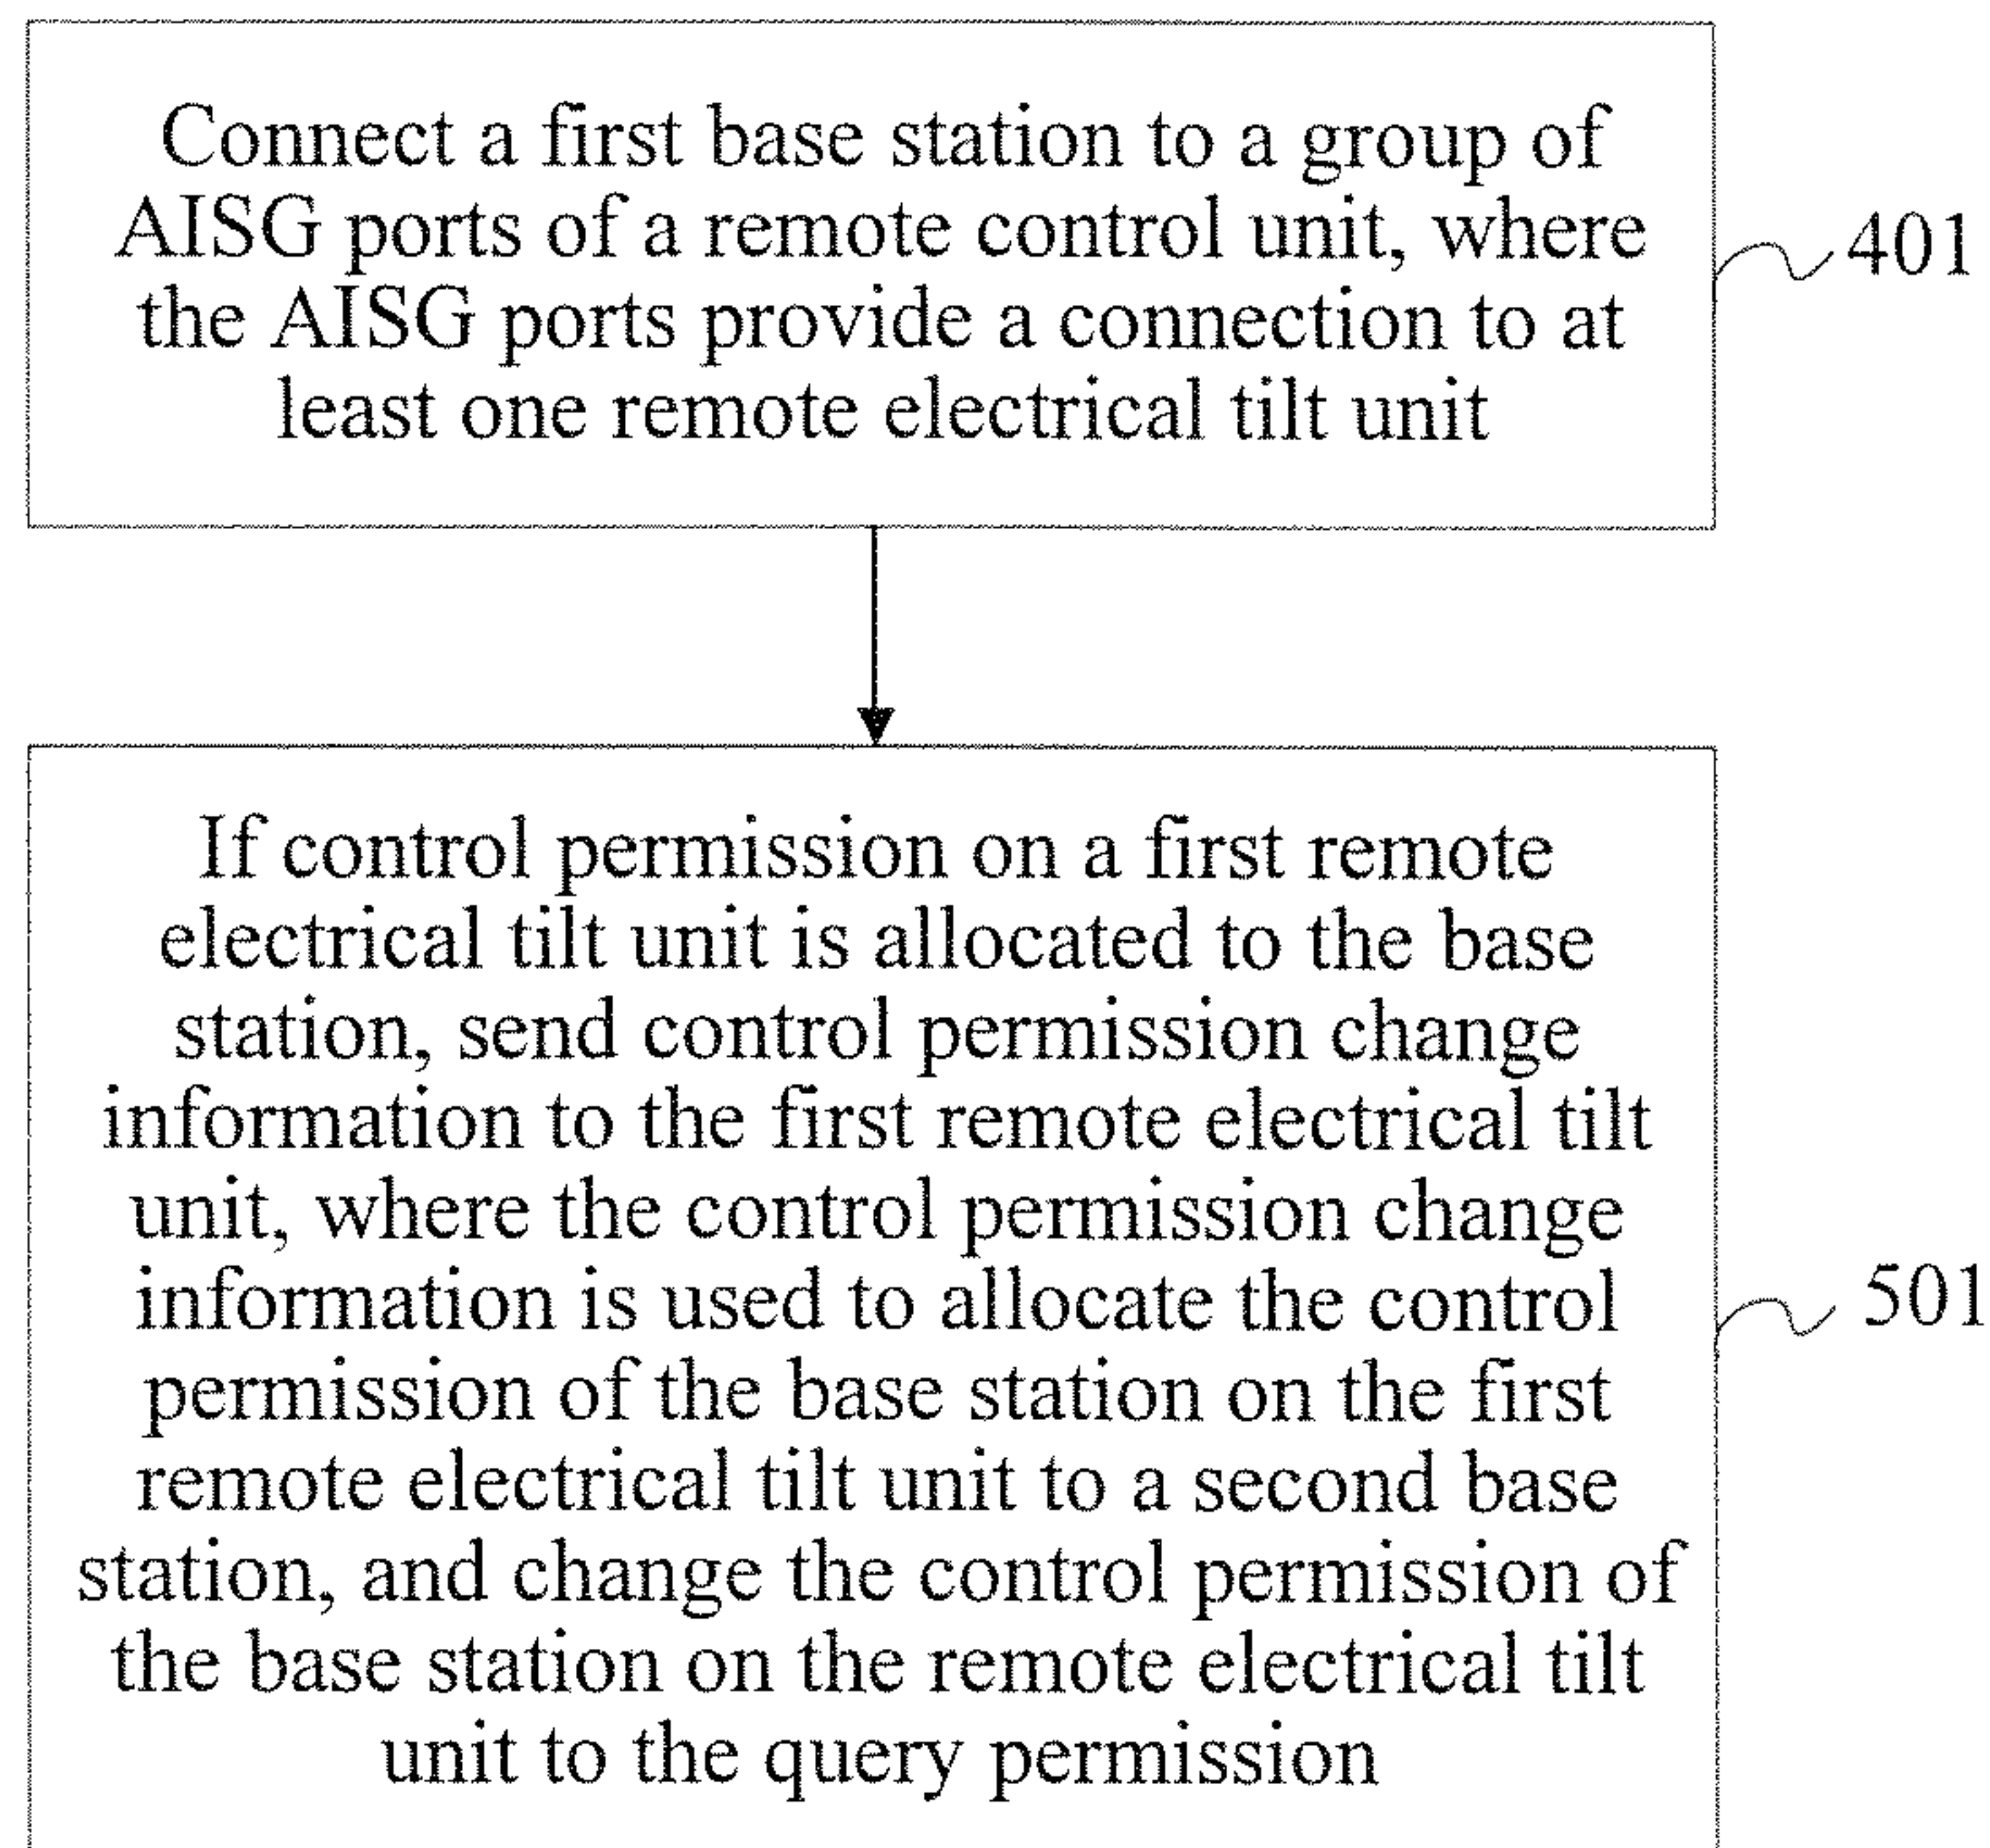 Connect a first base station to a group of
AISG ports of a remote control unit, where
the AISG ports provide a connection to at
least one remote electrical tilt unit
401
If control permission on a first remote
electrical tilt unit is allocated to the base
station, send control permission change
information to the first remote electrical tilt
unit, where the control permission change
information is used to allocate the control
permission of the base station on the first
remote electrical tilt unit to a second base
station, and change the control permission of
the base station on the remote electrical tilt
unit to the query permission
501